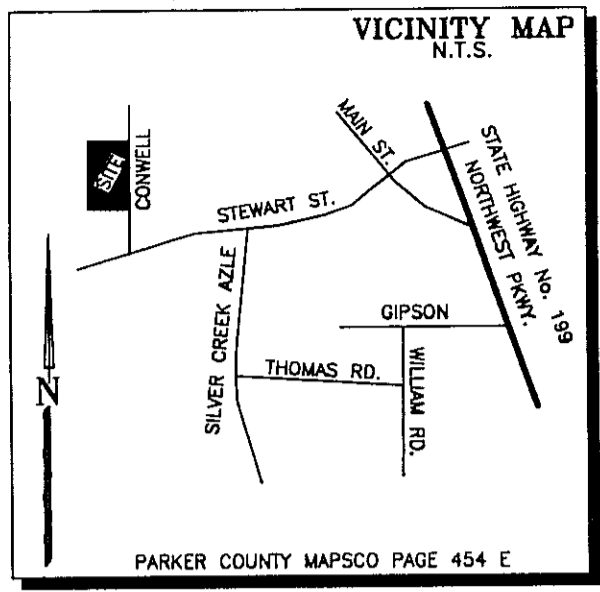 VICINITY MAP
N.T.S.
MAIN ST.
STATE HIGHWAY No. 199
NORTHWEST PKWY.
SITE
CONWELL
STEWART ST.
SILVER CREEK AZLE
GIPSON
THOMAS RD.
WILLIAM RD.
N
PARKER COUNTY MAPSCO PAGE 454 E